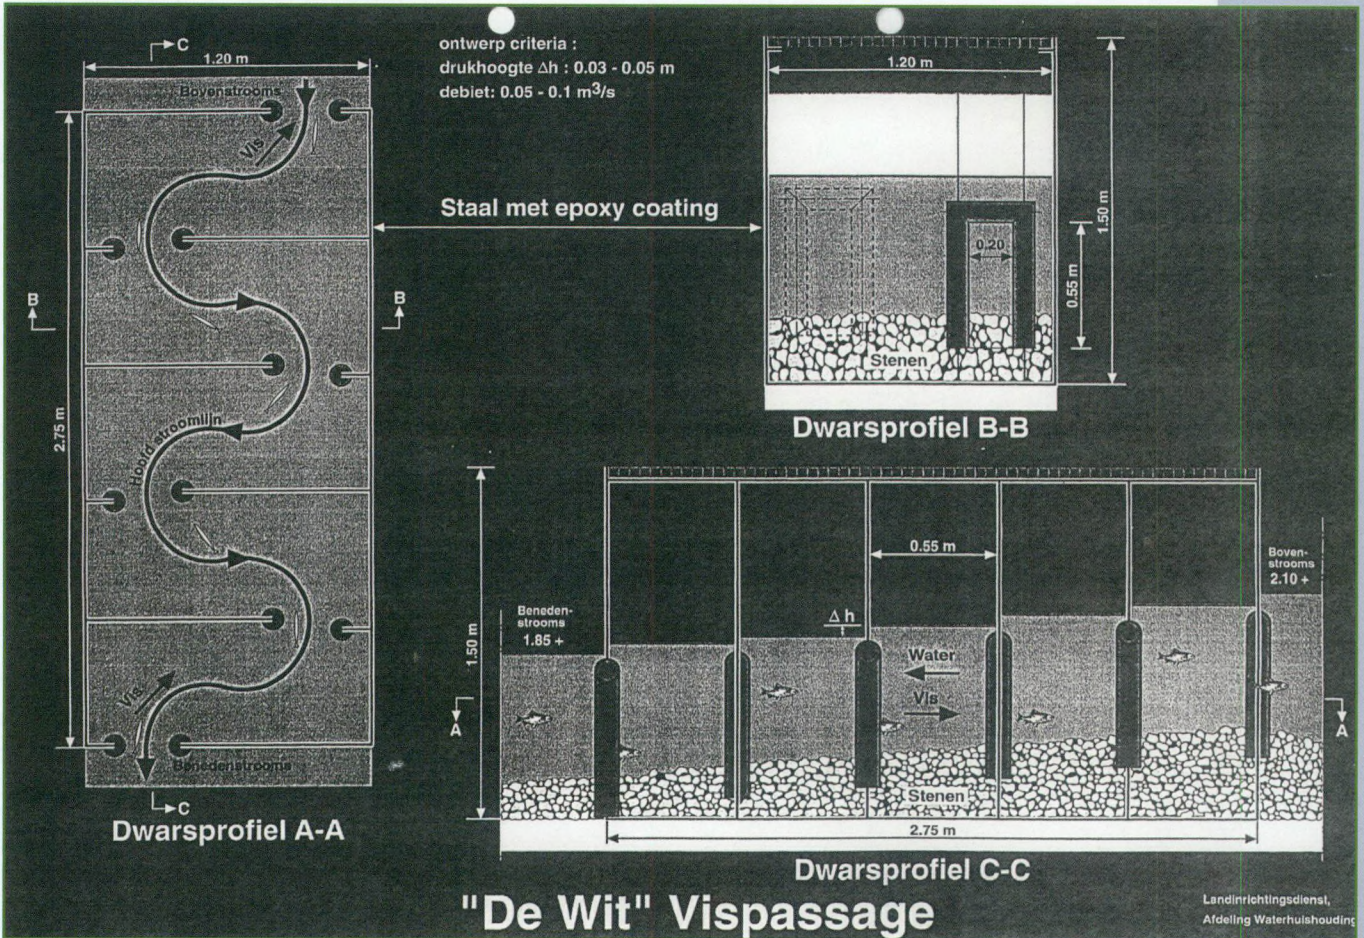 C
1.20 m
Bovenstrooms
Vis
B
B
2.75 m
Hoofd stroomlijn
Vis
Benedenstrooms
C
Dwarsprofiel A-A
ontwerp criteria :
drukhoogte Δh : 0.03 - 0.05 m
debiet: 0.05 - 0.1 m³/s
Staal met epoxy coating
1.20 m
1.50 m
0.20
0.55 m
Stenen
Dwarsprofiel B-B
0.55 m
Boven-
strooms
2.10 +
Beneden-
strooms
1.85 +
Δ h
1.50 m
Water
Vis
A
A
Stenen
2.75 m
Dwarsprofiel C-C
"De Wit" Vispassage
Landinrichtingsdienst,
Afdeling Waterhuishouding